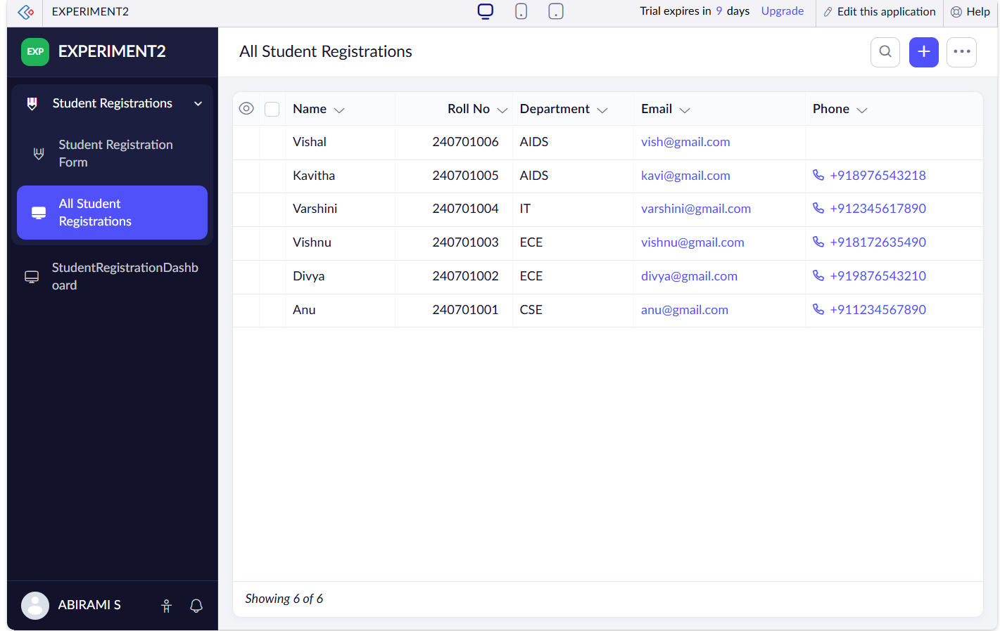 EXPERIMENT2
Trial expires in 9 days Upgrade
Edit this application
Help
EXP EXPERIMENT2
Student Registrations
Student Registration
Form
All Student
Registrations
StudentRegistrationDashb
oard
ABIRAMI S
All Student Registrations
Name Roll No Department Email Phone
Vishal 240701006 AIDS vish@gmail.com
Kavitha 240701005 AIDS kavi@gmail.com +918976543218
Varshini 240701004 IT varshini@gmail.com +912345617890
Vishnu 240701003 ECE vishnu@gmail.com +918172635490
Divya 240701002 ECE divya@gmail.com +919876543210
Anu 240701001 CSE anu@gmail.com +911234567890
Showing 6 of 6